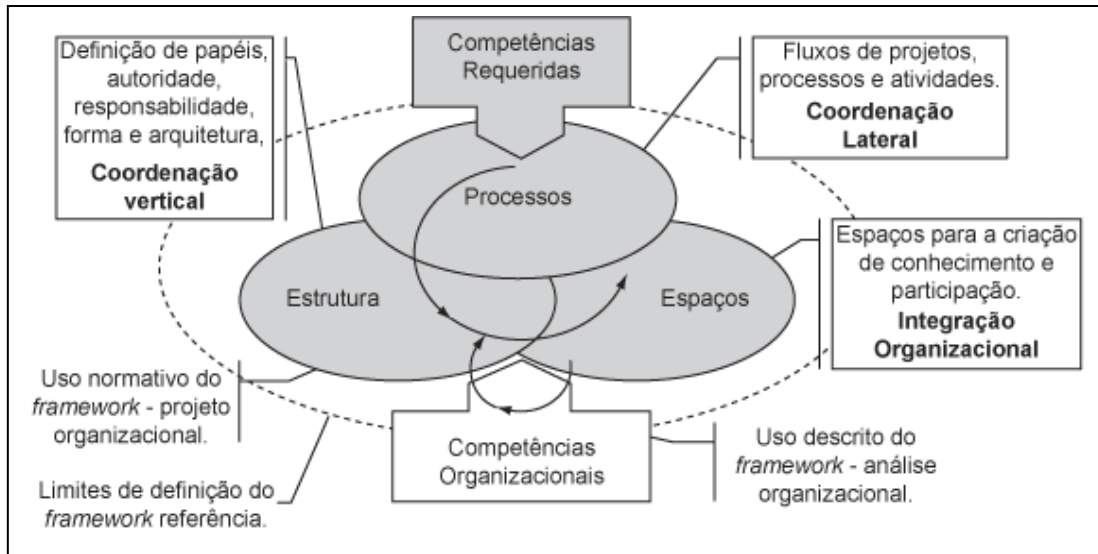 Definição de papéis,
autoridade,
responsabilidade,
forma e arquitetura,
Coordenação
vertical
Competências
Requeridas
Fluxos de projetos,
processos e atividades.
Coordenação
Lateral
Processos
Estrutura
Espaços
Espaços para a criação
de conhecimento e
participação.
Integração
Organizacional
Uso normativo do
framework - projeto
organizacional.
Limites de definição do
framework referência.
Competências
Organizacionais
Uso descrito do
framework - análise
organizacional.